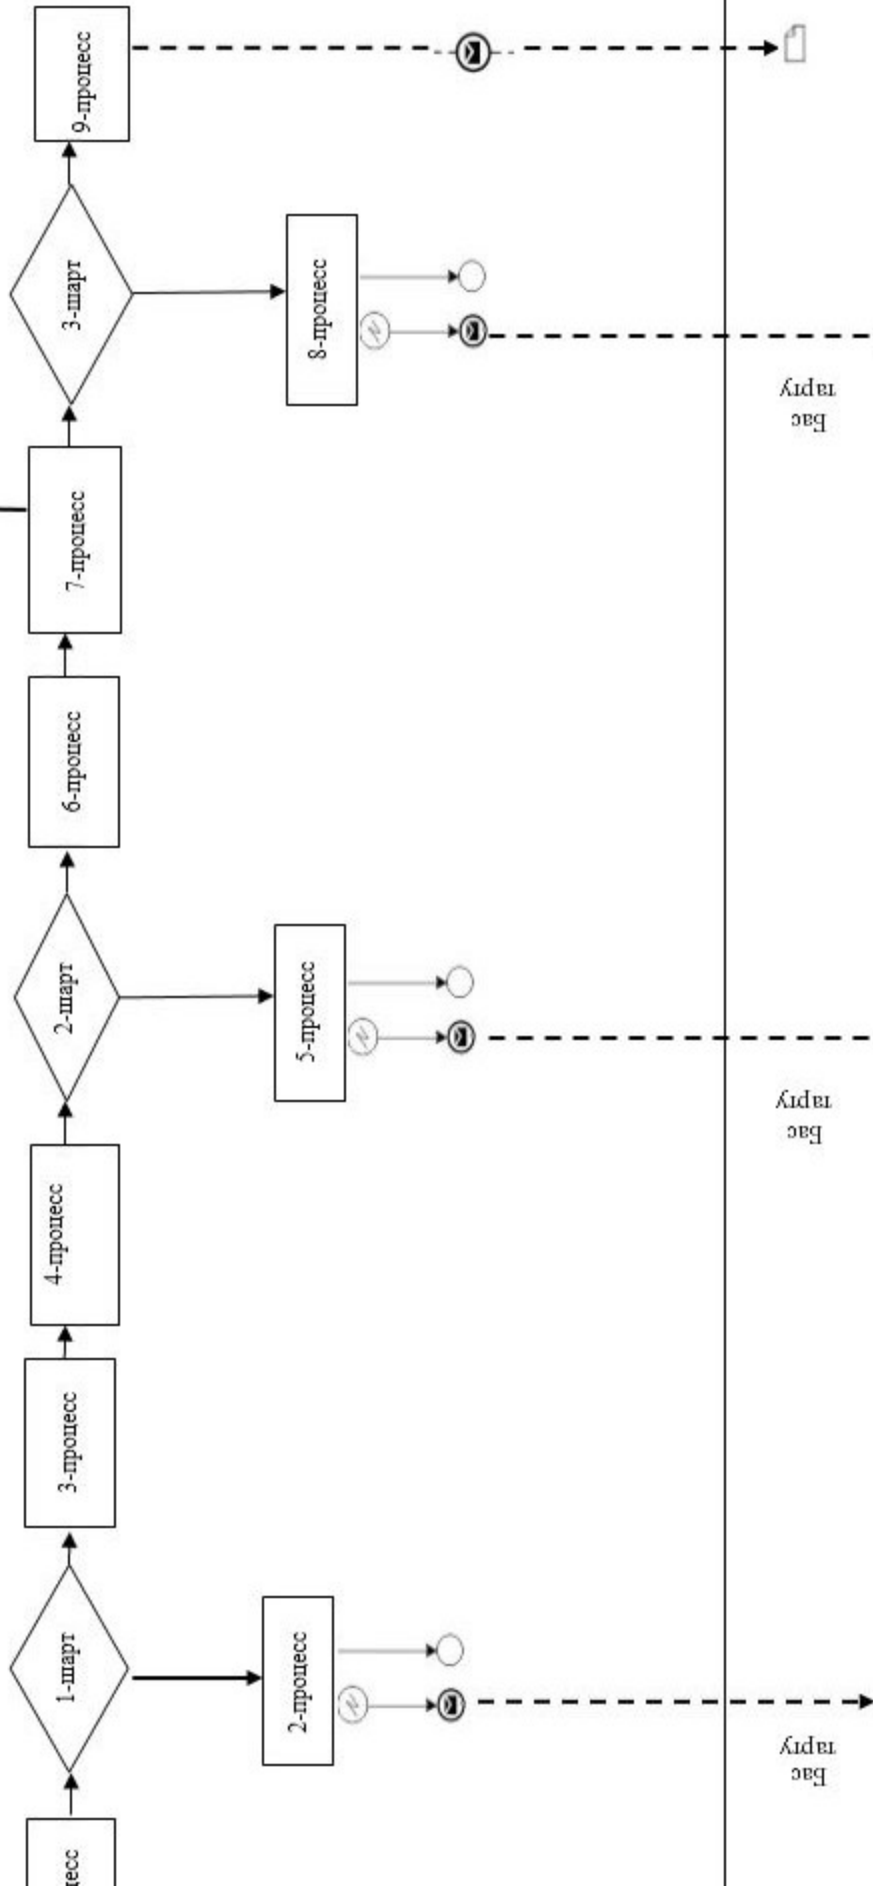 цесс
1-шарт
2-процесс
3-процесс
4-процесс
2-шарт
5-процесс
6-процесс
7-процесс
3-шарт
8-процесс
9-процесс
Бас
тарту
Бас
тарту
Бас
тарту